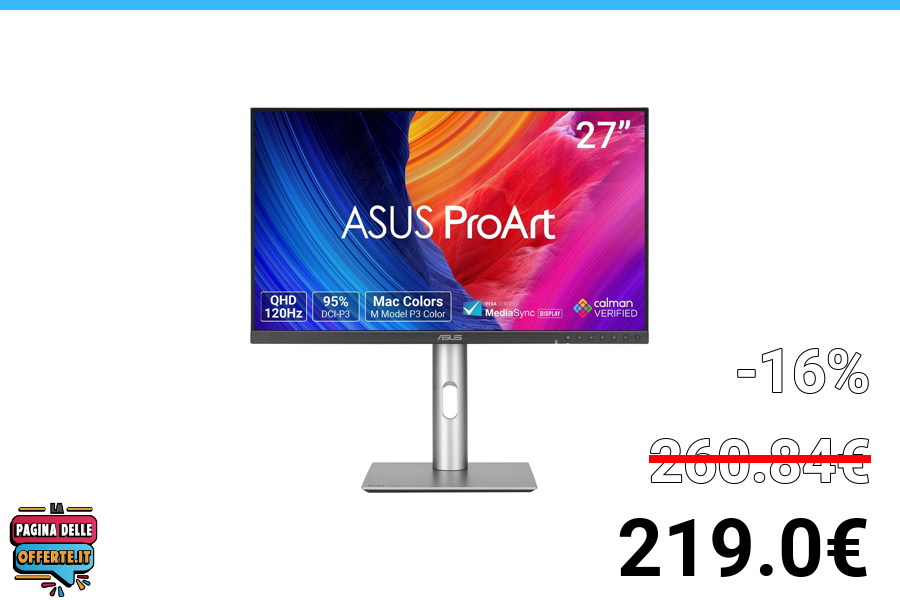 27”
ASUS ProArt
QHD
120Hz
95%
DCI-P3
Mac Colors
M Model P3 Color
MediaSync
DISPLAY
calman
VERIFIED
ASUS
-16%
260.84€
219.0€
LA
PAGINA DELLE
OFFERTE.IT